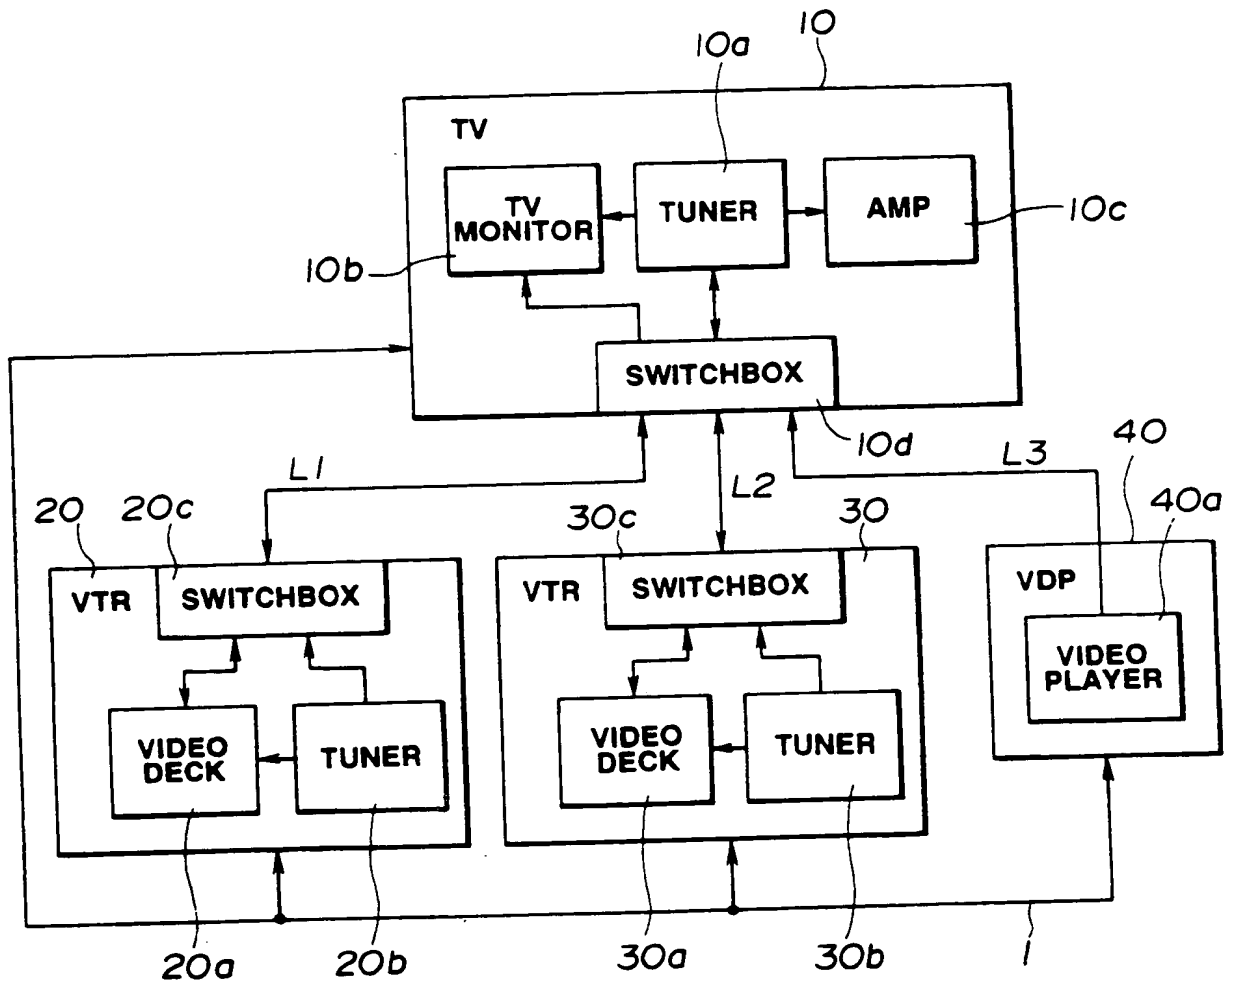 10
10a
TV
TV
MONITOR
TUNER
AMP
10c
10b
SWITCHBOX
10d
L1
L2
L3
40
20
20c
30c
30
40a
VTR
SWITCHBOX
VTR
SWITCHBOX
VDP
VIDEO
PLAYER
VIDEO
DECK
TUNER
VIDEO
DECK
TUNER
20a
20b
30a
30b
1